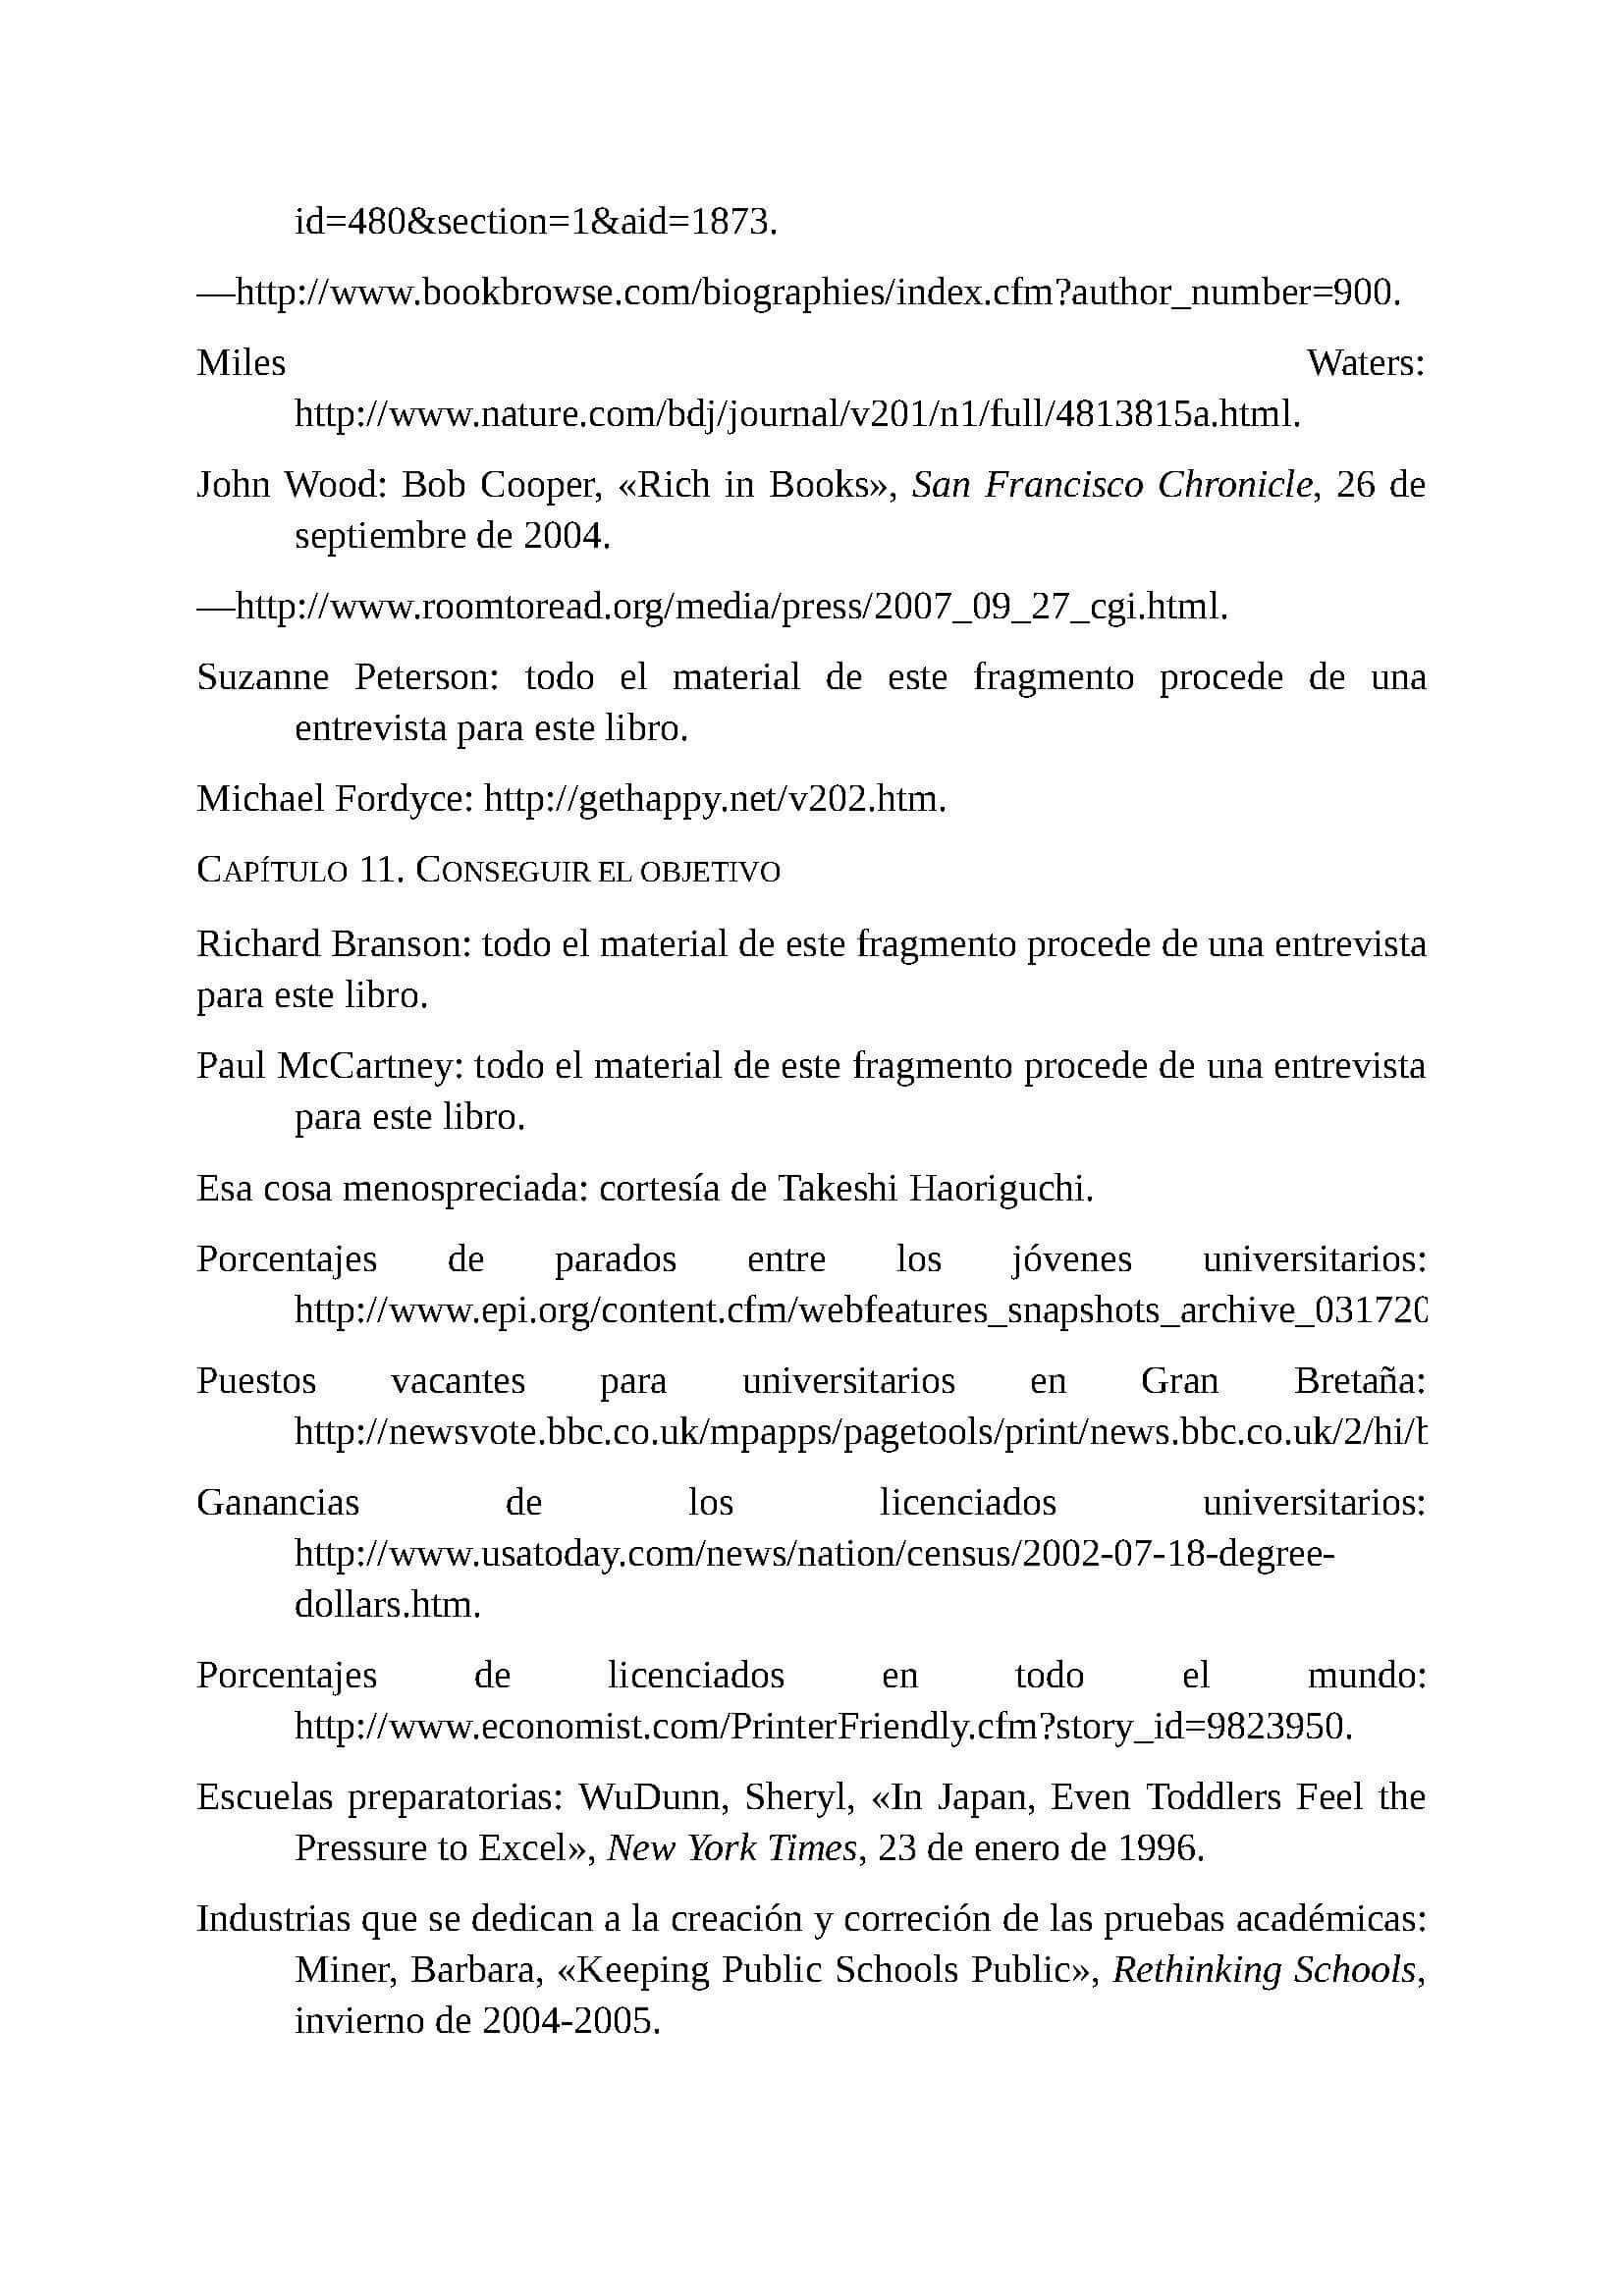 id=480&section=1&aid=1873.
—http://www.bookbrowse.com/biographies/index.cfm?author_number=900.
Miles Waters:
http://www.nature.com/bdj/journal/v201/n1/full/4813815a.html.
John Wood: Bob Cooper, «Rich in Books», San Francisco Chronicle, 26 de
septiembre de 2004.
—http://www.roomtoread.org/media/press/2007_09_27_cgi.html.
Suzanne Peterson: todo el material de este fragmento procede de una
entrevista para este libro.
Michael Fordyce: http://gethappy.net/v202.htm.
CAPÍTULO 11. CONSEGUIR EL OBJETIVO
Richard Branson: todo el material de este fragmento procede de una entrevista
para este libro.
Paul McCartney: todo el material de este fragmento procede de una entrevista
para este libro.
Esa cosa menospreciada: cortesía de Takeshi Haoriguchi.
Porcentajes de parados entre los jóvenes universitarios:
http://www.epi.org/content.cfm/webfeatures_snapshots_archive_031720
Puestos vacantes para universitarios en Gran Bretaña:
http://newsvote.bbc.co.uk/mpapps/pagetools/print/news.bbc.co.uk/2/hi/b
Ganancias de los licenciados universitarios:
http://www.usatoday.com/news/nation/census/2002-07-18-degree-
dollars.htm.
Porcentajes de licenciados en todo el mundo:
http://www.economist.com/PrinterFriendly.cfm?story_id=9823950.
Escuelas preparatorias: WuDunn, Sheryl, «In Japan, Even Toddlers Feel the
Pressure to Excel», New York Times, 23 de enero de 1996.
Industrias que se dedican a la creación y correción de las pruebas académicas:
Miner, Barbara, «Keeping Public Schools Public», Rethinking Schools,
invierno de 2004-2005.